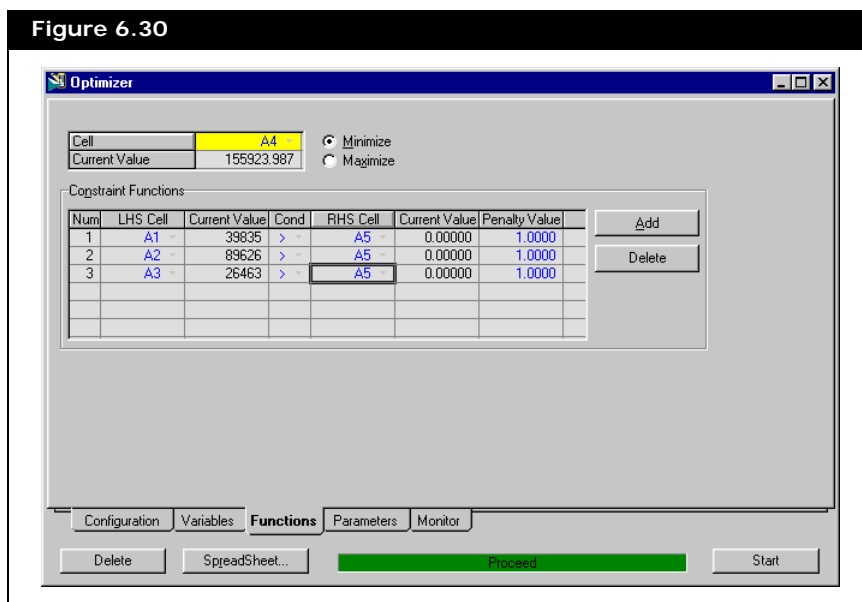 Figure 6.30
Optimizer
Cell A4
Current Value 155923.987
Minimize
Maximize
Constraint Functions
Num LHS Cell Current Value Cond RHS Cell Current Value Penalty Value
1 A1 39835 > A5 0.00000 1.0000
2 A2 89626 > A5 0.00000 1.0000
3 A3 26463 > A5 0.00000 1.0000
Add
Delete
Configuration Variables Functions Parameters Monitor
Delete SpreadSheet... Proceed Start